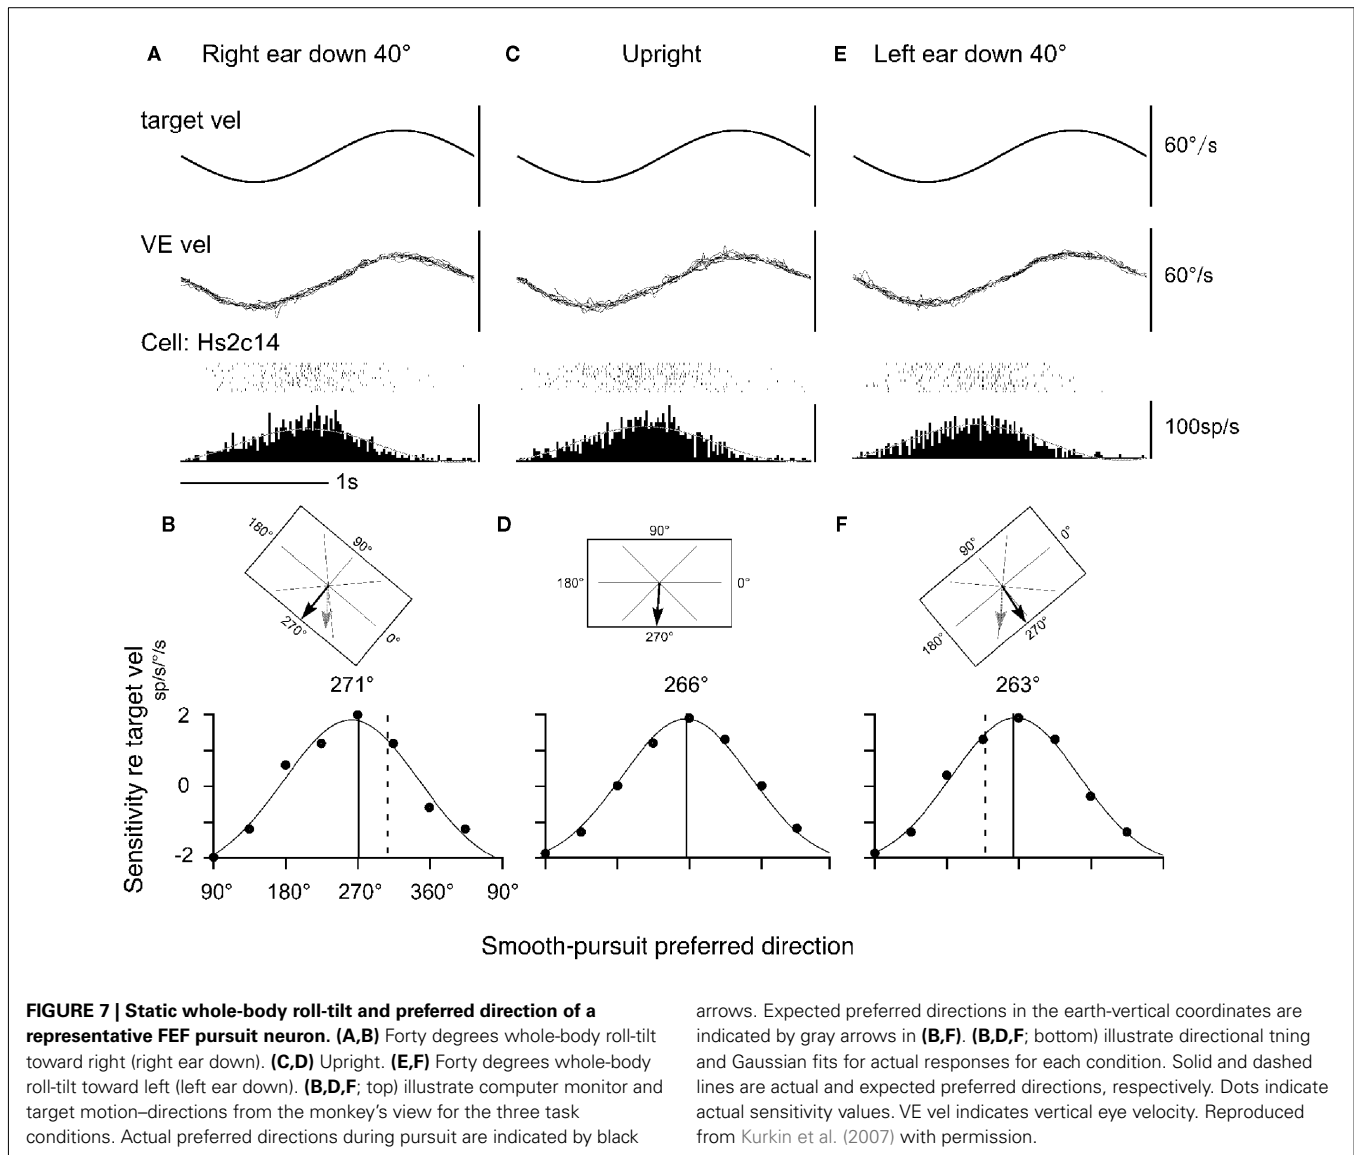 A Right ear down 40° C Upright E Left ear down 40°
target vel
60°/s
VE vel
60°/s
Cell: Hs2c14
100sp/s
1s
B D F
180° 90° 270° 0°
90° 180° 0° 270°
90° 0° 180° 270°
271° 266° 263°
Sensitivity re target vel
sp/s/°/s
2
0
-2
90° 180° 270° 360° 90°
Smooth-pursuit preferred direction
FIGURE 7 | Static whole-body roll-tilt and preferred direction of a
representative FEF pursuit neuron. (A,B) Forty degrees whole-body roll-tilt
toward right (right ear down). (C,D) Upright. (E,F) Forty degrees whole-body
roll-tilt toward left (left ear down). (B,D,F; top) illustrate computer monitor and
target motion–directions from the monkey's view for the three task
conditions. Actual preferred directions during pursuit are indicated by black
arrows. Expected preferred directions in the earth-vertical coordinates are
indicated by gray arrows in (B,F). (B,D,F; bottom) illustrate directional tning
and Gaussian fits for actual responses for each condition. Solid and dashed
lines are actual and expected preferred directions, respectively. Dots indicate
actual sensitivity values. VE vel indicates vertical eye velocity. Reproduced
from Kurkin et al. (2007) with permission.